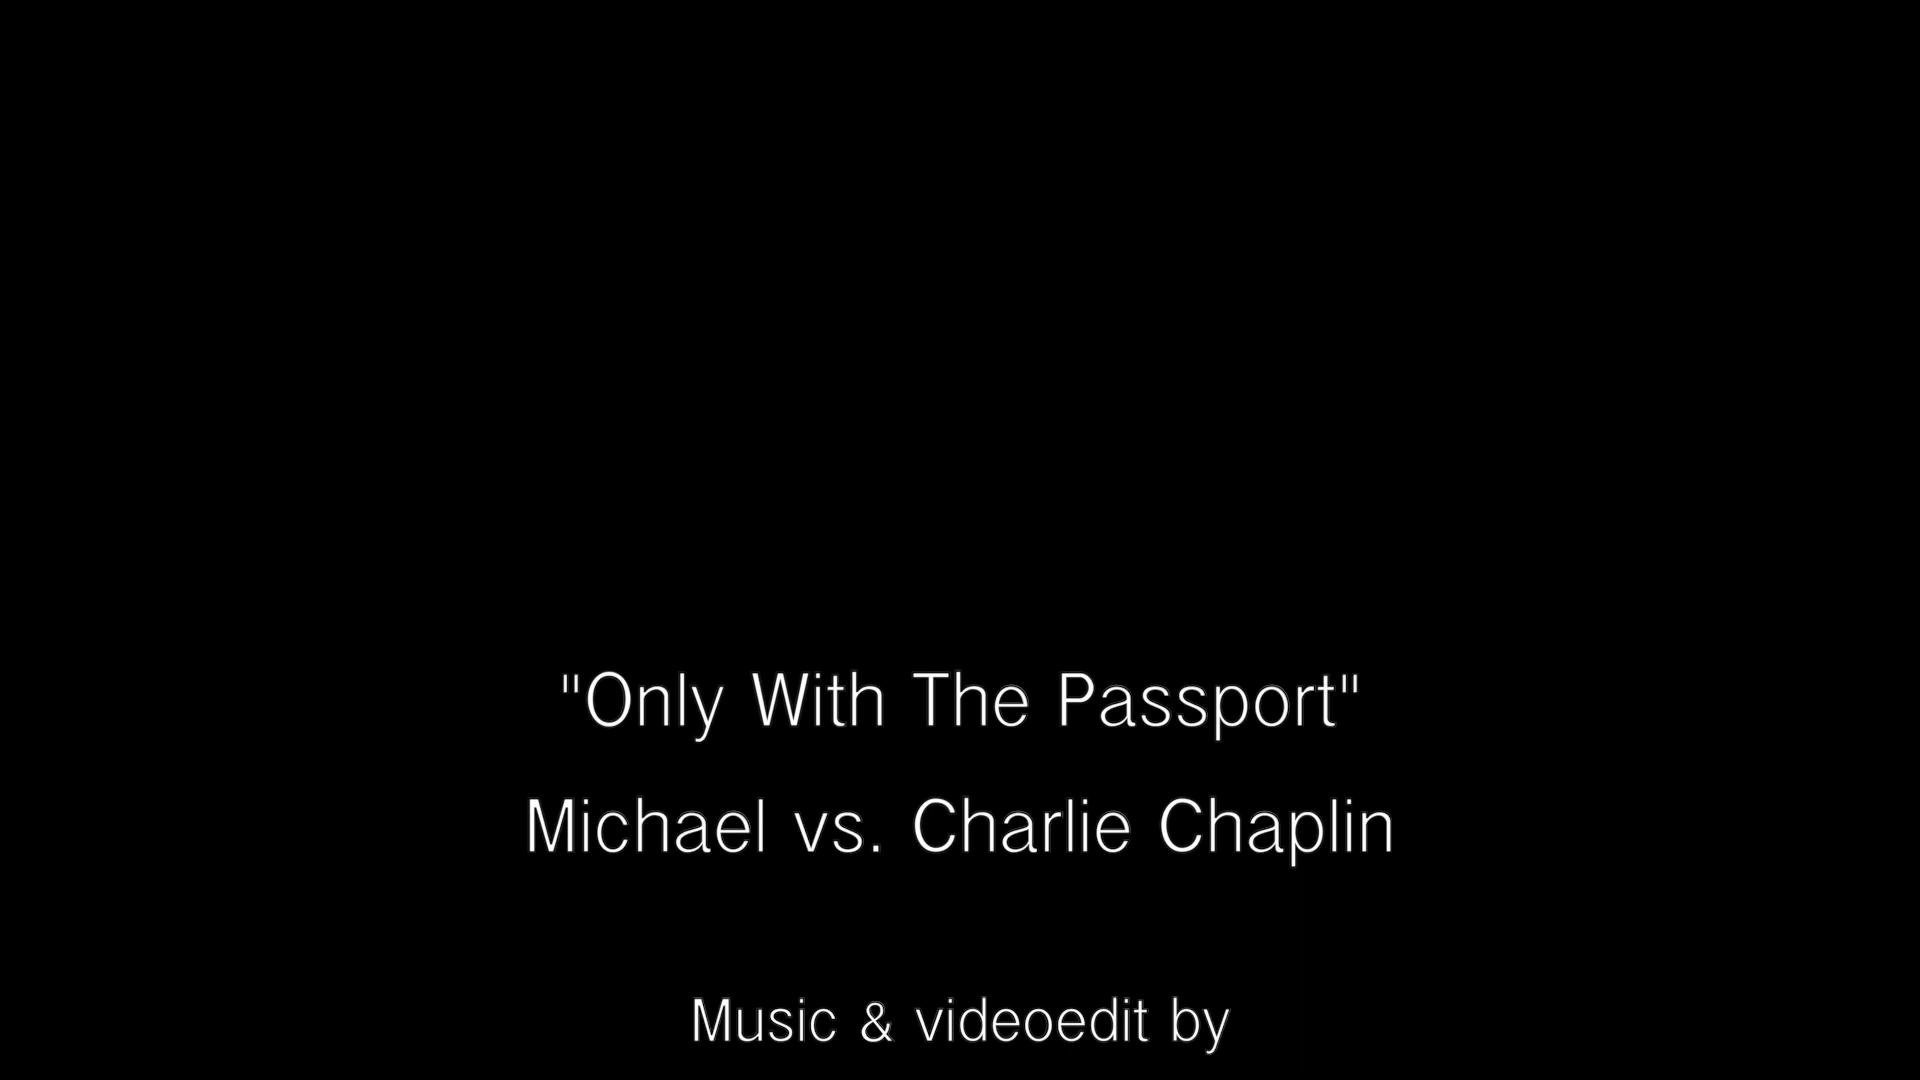 "Only With The Passport"
Michael vs. Charlie Chaplin
Music & videoedit by